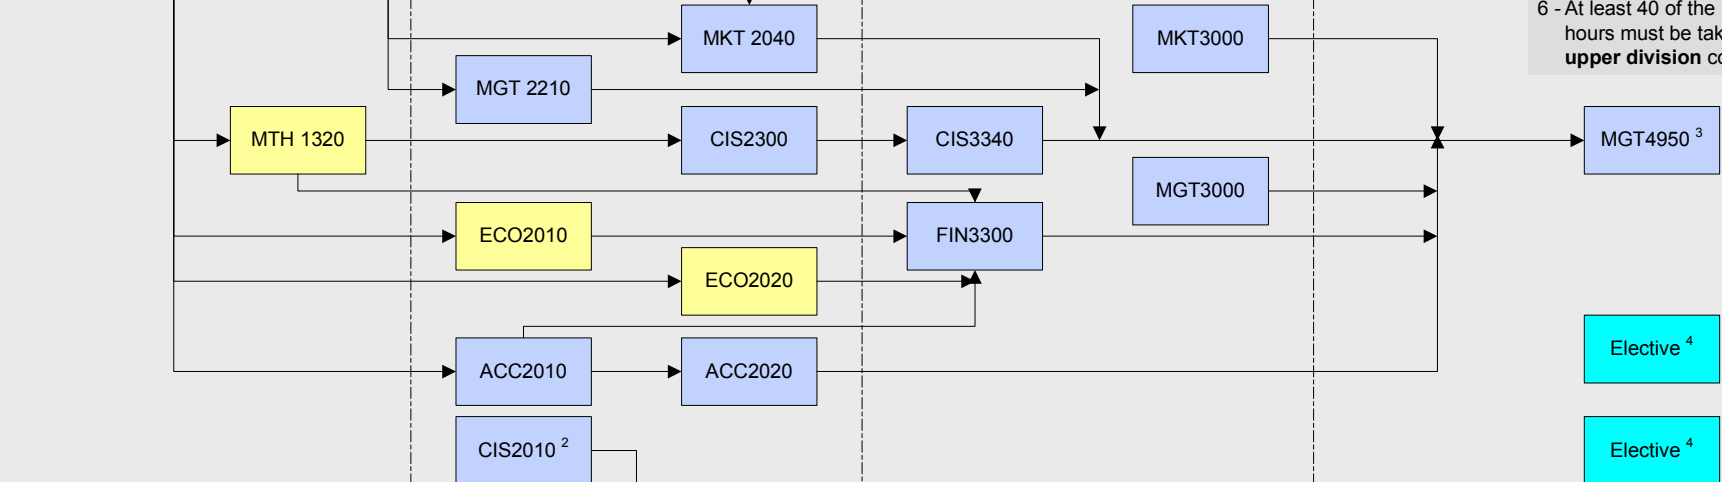 MKT 2040
MKT3000
6 - At least 40 of the
hours must be tak
upper division co
MGT 2210
MTH 1320
CIS2300
CIS3340
MGT4950 3
MGT3000
ECO2010
FIN3300
ECO2020
Elective 4
ACC2010
ACC2020
CIS2010 2
Elective 4